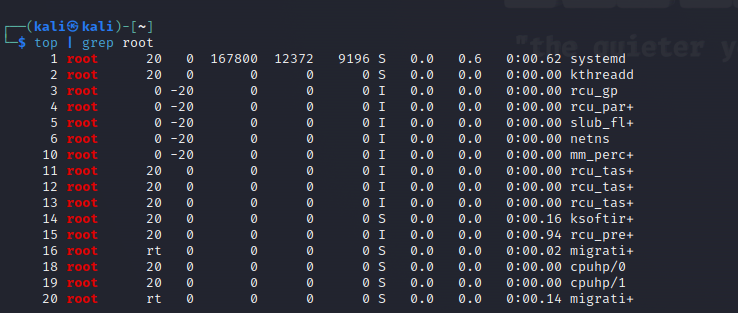 ┌──(kali㉿kali)-[~]
└─$ top | grep root
"the quieter y
1 root 20 0 167800 12372 9196 S 0.0 0.6 0:00.62 systemd
2 root 20 0 0 0 0 S 0.0 0.0 0:00.00 kthreadd
3 root 0 -20 0 0 0 I 0.0 0.0 0:00.00 rcu_gp
4 root 0 -20 0 0 0 I 0.0 0.0 0:00.00 rcu_par+
5 root 0 -20 0 0 0 I 0.0 0.0 0:00.00 slub_fl+
6 root 0 -20 0 0 0 I 0.0 0.0 0:00.00 netns
10 root 0 -20 0 0 0 I 0.0 0.0 0:00.00 mm_perc+
11 root 20 0 0 0 0 I 0.0 0.0 0:00.00 rcu_tas+
12 root 20 0 0 0 0 I 0.0 0.0 0:00.00 rcu_tas+
13 root 20 0 0 0 0 I 0.0 0.0 0:00.00 rcu_tas+
14 root 20 0 0 0 0 S 0.0 0.0 0:00.16 ksoftir+
15 root 20 0 0 0 0 I 0.0 0.0 0:00.94 rcu_pre+
16 root rt 0 0 0 0 S 0.0 0.0 0:00.02 migrati+
18 root 20 0 0 0 0 S 0.0 0.0 0:00.00 cpuhp/0
19 root 20 0 0 0 0 S 0.0 0.0 0:00.00 cpuhp/1
20 root rt 0 0 0 0 S 0.0 0.0 0:00.14 migrati+